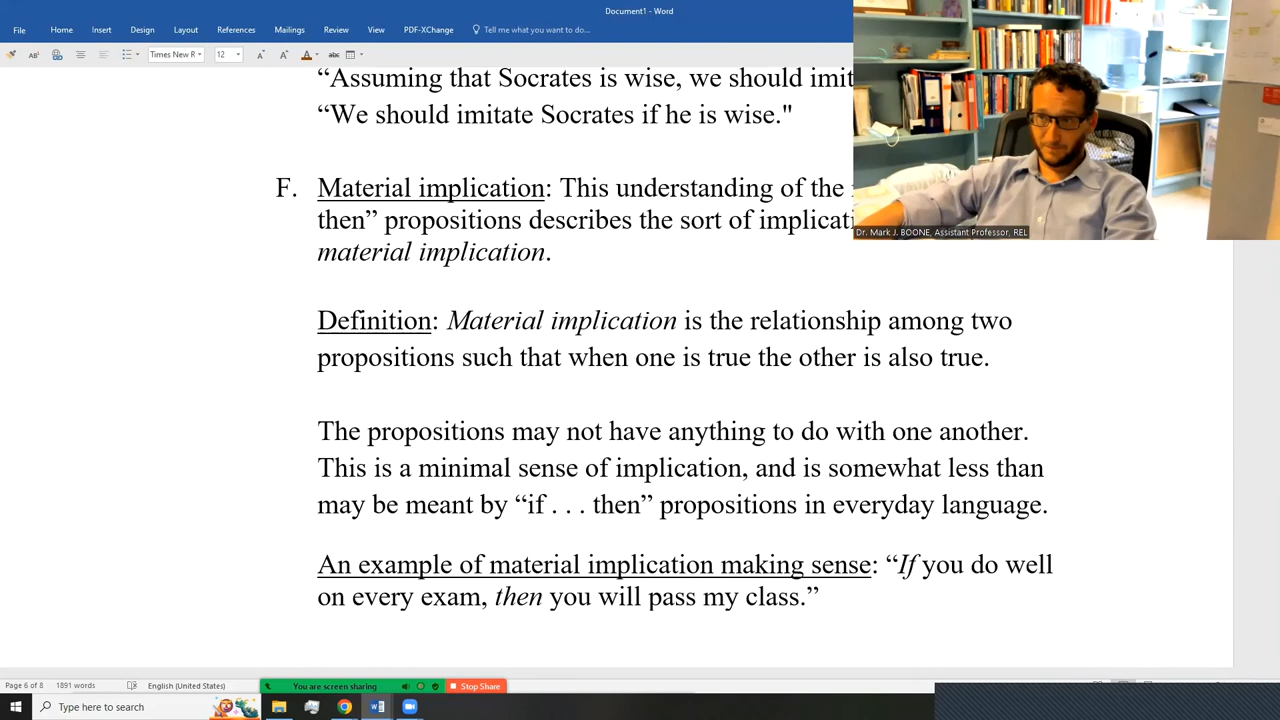 Document1 - Word
File Home Insert Design Layout References Mailings Review View PDF-XChange Tell me what you want to do...
Times New R 12
“Assuming that Socrates is wise, we should
“We should imitate Socrates if he is wise."
F. Material implication: This understanding of the
then” propositions describes the sort of
material implication.
Definition: Material implication is the relationship among two
propositions such that when one is true the other is also true.
The propositions may not have anything to do with one another.
This is a minimal sense of implication, and is somewhat less than
may be meant by “if . . . then” propositions in everyday language.
An example of material implication making sense: “If you do well
on every exam, then you will pass my class.”
Dr. Mark J. BOONE, Assistant Professor, REL
Page 6 of 8 1891 words English (United States) You are screen sharing Stop Share
Type here to search